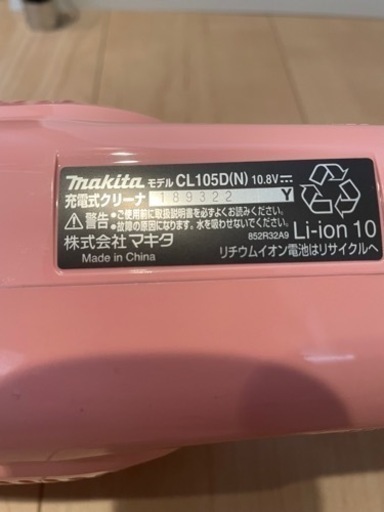 makita モデル CL105D(N) 10.8V⎓
充電式クリーナ 189322 Y
⚠警告 ●ご使用前に取扱説明書を必ずよくお読みください。
●故障の原因になります。水を吸わせないでください。
株式会社マキタ 852R32A9
Made in China
Li-ion 10
リチウムイオン電池はリサイクルへ